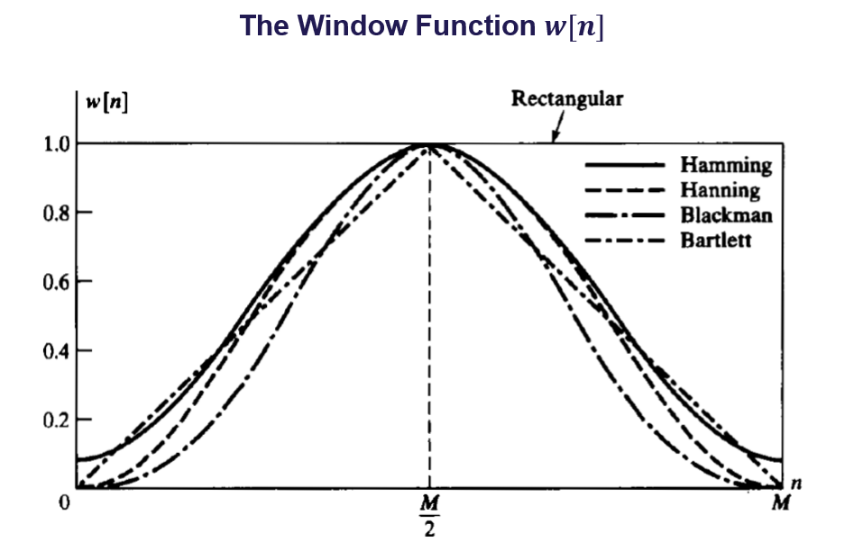 The Window Function w[n]
w[n]
Rectangular
1.0
Hamming
Hanning
0.8
Blackman
Bartlett
0.6
0.4
0.2
0
M
2
n
M